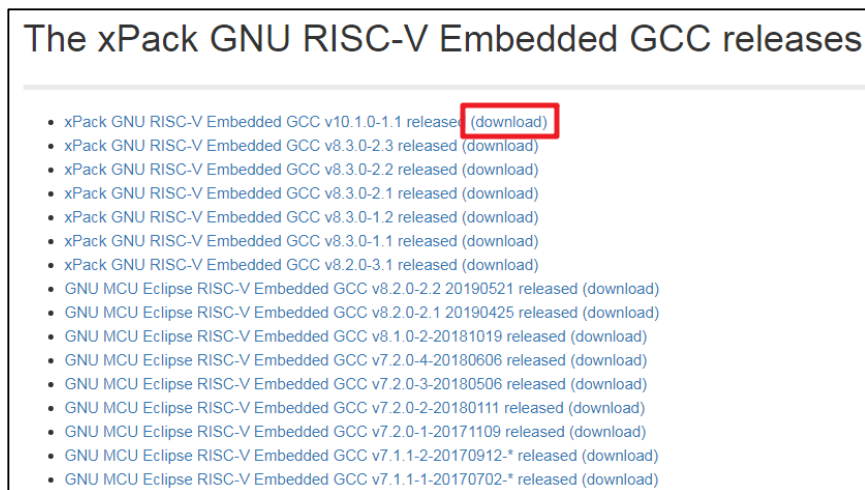 The xPack GNU RISC-V Embedded GCC releases
• xPack GNU RISC-V Embedded GCC v10.1.0-1.1 released (download)
• xPack GNU RISC-V Embedded GCC v8.3.0-2.3 released (download)
• xPack GNU RISC-V Embedded GCC v8.3.0-2.2 released (download)
• xPack GNU RISC-V Embedded GCC v8.3.0-2.1 released (download)
• xPack GNU RISC-V Embedded GCC v8.3.0-1.2 released (download)
• xPack GNU RISC-V Embedded GCC v8.3.0-1.1 released (download)
• xPack GNU RISC-V Embedded GCC v8.2.0-3.1 released (download)
• GNU MCU Eclipse RISC-V Embedded GCC v8.2.0-2.2 20190521 released (download)
• GNU MCU Eclipse RISC-V Embedded GCC v8.2.0-2.1 20190425 released (download)
• GNU MCU Eclipse RISC-V Embedded GCC v8.1.0-2-20181019 released (download)
• GNU MCU Eclipse RISC-V Embedded GCC v7.2.0-4-20180606 released (download)
• GNU MCU Eclipse RISC-V Embedded GCC v7.2.0-3-20180506 released (download)
• GNU MCU Eclipse RISC-V Embedded GCC v7.2.0-2-20180111 released (download)
• GNU MCU Eclipse RISC-V Embedded GCC v7.2.0-1-20171109 released (download)
• GNU MCU Eclipse RISC-V Embedded GCC v7.1.1-2-20170912-* released (download)
• GNU MCU Eclipse RISC-V Embedded GCC v7.1.1-1-20170702-* released (download)